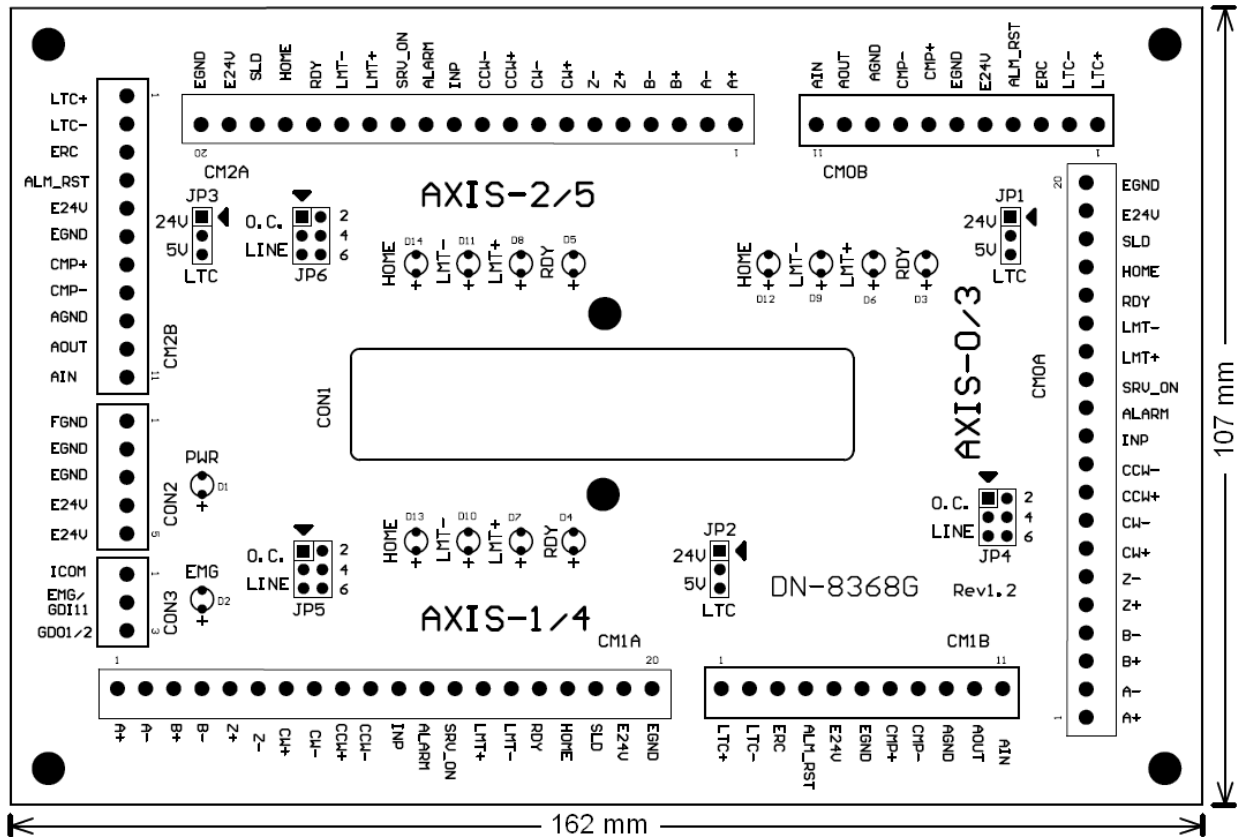 EGND E24V SLD HOME RDY LMT- LMT+ SRV_ON ALARM INP CCW- CCW+ CW- CW+ Z- Z+ B- B+ A- A+
20 1
CM2A
AIN AOUT AGND CMP- CMP+ EGND E24V ALM_RST ERC LTC- LTC+
11 1
CM0B
LTC+ 1
LTC-
ERC
ALM_RST
E24V
EGND
CMP+
CMP-
AGND
AOUT
AIN 11
CM2B
JP3
24V
5V
LTC
O.C. 2
LINE 4
6
JP6
AXIS-2/5
HOME D14 LMT- D11 LMT+ D8 RDY D5
+ + + +
HOME LMT- LMT+ RDY
+ + + +
D12 D9 D6 D3
JP1
24V
5V
LTC
AXIS-0/3
CM0A
20 EGND
E24V
SLD
HOME
RDY
LMT-
LMT+
SRV_ON
ALARM
INP
CCW-
CCW+
CW-
CW+
Z-
Z+
B-
B+
A-
1 A+
CON1
FGND 1
EGND
EGND
E24V
E24V 5
CON2
PWR
D1
+
ICOM 1
EMG/
GDI11
GDO1/2 3
CON3
EMG
D2
+
O.C. 2
LINE 4
6
JP5
HOME D13 LMT- D10 LMT+ D7 RDY D4
+ + + +
AXIS-1/4
JP2
24V
5V
LTC
O.C. 2
LINE 4
6
JP4
DN-8368G Rev1.2
CM1A
1 20
A+ A- B+ B- Z+ Z- CW+ CW- CCW+ CCW- INP ALARM SRV_ON LMT+ LMT- RDY HOME SLD E24V EGND
CM1B
1 11
LTC+ LTC- ERC ALM_RST E24V EGND CMP+ CMP- AGND AOUT AIN
107 mm
162 mm